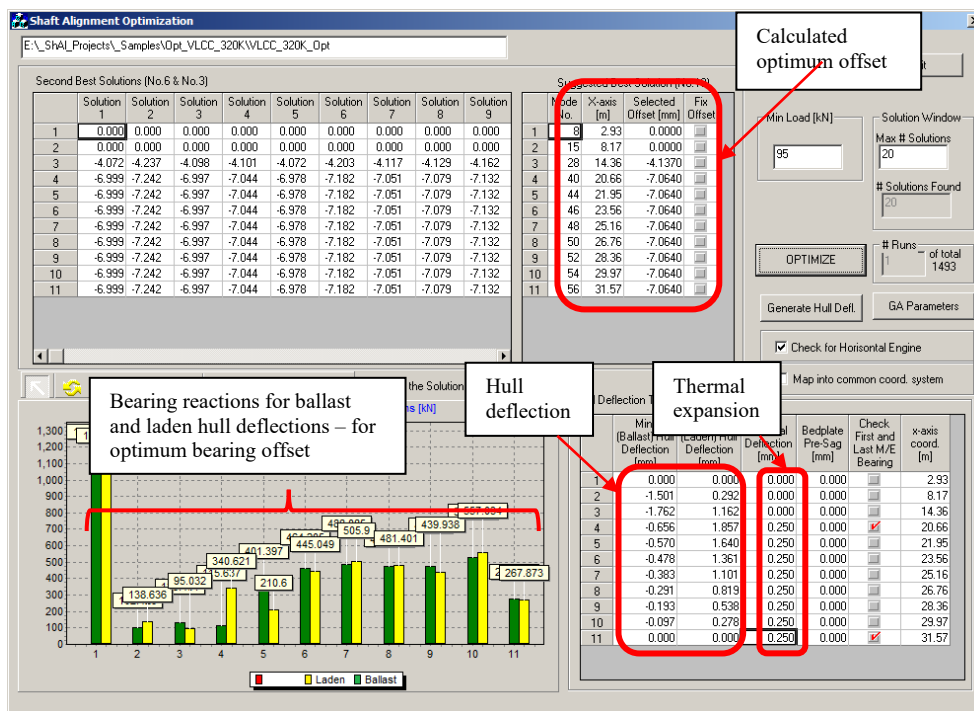 Shaft Alignment Optimization
E:\_ShAl_Projects\_Samples\Opt_VLCC_320K\VLCC_320K_Opt
Calculated
optimum offset
Second Best Solutions (No.6 & No.3)
Solution 1 Solution 2 Solution 3 Solution 4 Solution 5 Solution 6 Solution 7 Solution 8 Solution 9
1 0.000 0.000 0.000 0.000 0.000 0.000 0.000 0.000 0.000
2 0.000 0.000 0.000 0.000 0.000 0.000 0.000 0.000 0.000
3 -4.072 -4.237 -4.098 -4.101 -4.072 -4.203 -4.117 -4.129 -4.162
4 -6.999 -7.242 -6.997 -7.044 -6.978 -7.182 -7.051 -7.079 -7.132
5 -6.999 -7.242 -6.997 -7.044 -6.978 -7.182 -7.051 -7.079 -7.132
6 -6.999 -7.242 -6.997 -7.044 -6.978 -7.182 -7.051 -7.079 -7.132
7 -6.999 -7.242 -6.997 -7.044 -6.978 -7.182 -7.051 -7.079 -7.132
8 -6.999 -7.242 -6.997 -7.044 -6.978 -7.182 -7.051 -7.079 -7.132
9 -6.999 -7.242 -6.997 -7.044 -6.978 -7.182 -7.051 -7.079 -7.132
10 -6.999 -7.242 -6.997 -7.044 -6.978 -7.182 -7.051 -7.079 -7.132
11 -6.999 -7.242 -6.997 -7.044 -6.978 -7.182 -7.051 -7.079 -7.132
Suggested Best Solution
Node No. X-axis [m] Selected Offset [mm] Fix Offset
1 8 2.93 0.0000
2 15 8.17 0.0000
3 28 14.36 -4.1370
4 40 20.66 -7.0640
5 44 21.95 -7.0640
6 46 23.56 -7.0640
7 48 25.16 -7.0640
8 50 26.76 -7.0640
9 52 28.36 -7.0640
10 54 29.97 -7.0640
11 56 31.57 -7.0640
Min Load [kN]
95
Solution Window
Max # Solutions
20
# Solutions Found
20
OPTIMIZE
# Runs
1 of total 1493
Generate Hull Defl.
GA Parameters
Check for Horisontal Engine
Map into common coord. system
the Solution
Bearing reactions for ballast
and laden hull deflections – for
optimum bearing offset
Hull
deflection
Thermal
expansion
[kN]
1,300
1,200
1,100
1,000
900
800
700
600
500
400
300
200
100
0
138.636
95.032
340.621
401.397
210.6
445.049
505.9
481.401
439.938
267.873
1 2 3 4 5 6 7 8 9 10 11
Laden Ballast
(Ballast) Hull Deflection [mm] (Laden) Hull Deflection [mm] Deflection [mm] Bedplate Pre-Sag [mm] Check First and Last M/E Bearing x-axis coord. [m]
1 0.000 0.000 0.000 0.000 2.93
2 -1.501 0.292 0.000 0.000 8.17
3 -1.762 1.162 0.000 0.000 14.36
4 -0.656 1.857 0.250 0.000 20.66
5 -0.570 1.640 0.250 0.000 21.95
6 -0.478 1.361 0.250 0.000 23.56
7 -0.383 1.101 0.250 0.000 25.16
8 -0.291 0.819 0.250 0.000 26.76
9 -0.193 0.538 0.250 0.000 28.36
10 -0.097 0.278 0.250 0.000 29.97
11 0.000 0.000 0.250 0.000 31.57